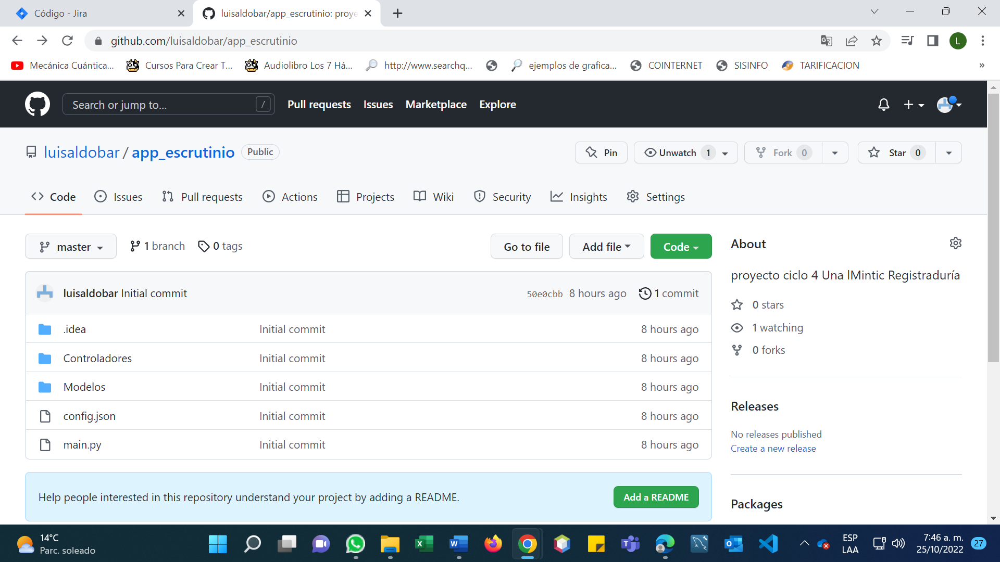 Código - Jira
luisaldobar/app_escrutinio: proye
github.com/luisaldobar/app_escrutinio
L
Mecánica Cuántica...
Cursos Para Crear T...
Audiolibro Los 7 Há...
http://www.searchq...
ejemplos de grafica...
COINTERNET
SISINFO
TARIFICACION
»
Search or jump to...
/
Pull requests
Issues
Marketplace
Explore
luisaldobar / app_escrutinio
Public
Pin
Unwatch 1
Fork 0
Star 0
Code
Issues
Pull requests
Actions
Projects
Wiki
Security
Insights
Settings
master
1 branch
0 tags
Go to file
Add file
Code
luisaldobar Initial commit
50e0cbb 8 hours ago
1 commit
.idea Initial commit 8 hours ago
Controladores Initial commit 8 hours ago
Modelos Initial commit 8 hours ago
config.json Initial commit 8 hours ago
main.py Initial commit 8 hours ago
Help people interested in this repository understand your project by adding a README.
Add a README
About
proyecto ciclo 4 Una lMintic Registraduría
0 stars
1 watching
0 forks
Releases
No releases published
Create a new release
Packages
14°C
Parc. soleado
ESP
LAA
7:46 a. m.
25/10/2022
27